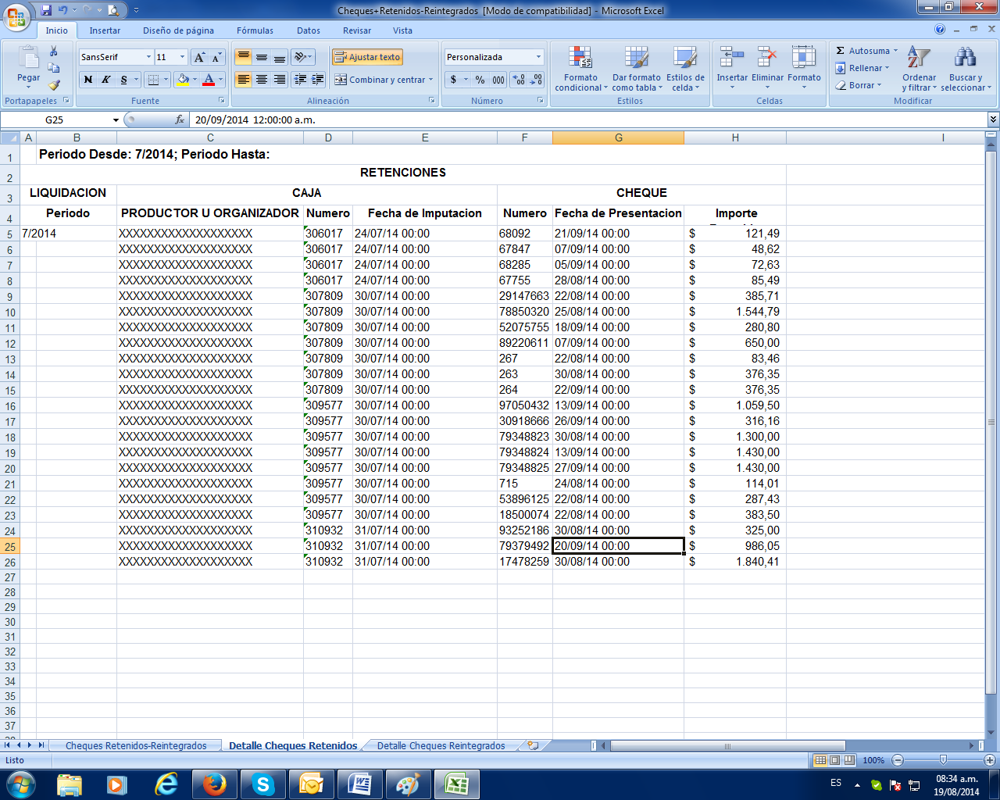 Cheques+Retenidos-Reintegrados [Modo de compatibilidad] - Microsoft Excel
Inicio Insertar Diseño de página Fórmulas Datos Revisar Vista
Pegar
Portapapeles
SansSerif 11
N K S
Fuente
Ajustar texto
Combinar y centrar
Alineación
Personalizada
$ % 000
Número
Formato condicional
Dar formato como tabla
Estilos de celda
Estilos
Insertar Eliminar Formato
Celdas
Σ Autosuma
Rellenar
Borrar
Ordenar y filtrar
Buscar y seleccionar
Modificar
G25 fx 20/09/2014 12:00:00 a.m.
A B C D E F G H I
1 Periodo Desde: 7/2014; Periodo Hasta:
2 RETENCIONES
3 LIQUIDACION CAJA CHEQUE
4 Periodo PRODUCTOR U ORGANIZADOR Numero Fecha de Imputacion Numero Fecha de Presentacion Importe
5 7/2014 XXXXXXXXXXXXXXXXXXX 306017 24/07/14 00:00 68092 21/09/14 00:00 $ 121,49
6 XXXXXXXXXXXXXXXXXXX 306017 24/07/14 00:00 67847 07/09/14 00:00 $ 48,62
7 XXXXXXXXXXXXXXXXXXX 306017 24/07/14 00:00 68285 05/09/14 00:00 $ 72,63
8 XXXXXXXXXXXXXXXXXXX 306017 24/07/14 00:00 67755 28/08/14 00:00 $ 85,49
9 XXXXXXXXXXXXXXXXXXX 307809 30/07/14 00:00 29147663 22/08/14 00:00 $ 385,71
10 XXXXXXXXXXXXXXXXXXX 307809 30/07/14 00:00 78850320 25/08/14 00:00 $ 1.544,79
11 XXXXXXXXXXXXXXXXXXX 307809 30/07/14 00:00 52075755 18/09/14 00:00 $ 280,80
12 XXXXXXXXXXXXXXXXXXX 307809 30/07/14 00:00 89220611 07/09/14 00:00 $ 650,00
13 XXXXXXXXXXXXXXXXXXX 307809 30/07/14 00:00 267 22/08/14 00:00 $ 83,46
14 XXXXXXXXXXXXXXXXXXX 307809 30/07/14 00:00 263 30/08/14 00:00 $ 376,35
15 XXXXXXXXXXXXXXXXXXX 307809 30/07/14 00:00 264 22/09/14 00:00 $ 376,35
16 XXXXXXXXXXXXXXXXXXX 309577 30/07/14 00:00 97050432 13/09/14 00:00 $ 1.059,50
17 XXXXXXXXXXXXXXXXXXX 309577 30/07/14 00:00 30918666 26/09/14 00:00 $ 316,16
18 XXXXXXXXXXXXXXXXXXX 309577 30/07/14 00:00 79348823 30/08/14 00:00 $ 1.300,00
19 XXXXXXXXXXXXXXXXXXX 309577 30/07/14 00:00 79348824 13/09/14 00:00 $ 1.430,00
20 XXXXXXXXXXXXXXXXXXX 309577 30/07/14 00:00 79348825 27/09/14 00:00 $ 1.430,00
21 XXXXXXXXXXXXXXXXXXX 309577 30/07/14 00:00 715 24/08/14 00:00 $ 114,01
22 XXXXXXXXXXXXXXXXXXX 309577 30/07/14 00:00 53896125 22/08/14 00:00 $ 287,43
23 XXXXXXXXXXXXXXXXXXX 309577 30/07/14 00:00 18500074 22/08/14 00:00 $ 383,50
24 XXXXXXXXXXXXXXXXXXX 310932 31/07/14 00:00 93252186 30/08/14 00:00 $ 325,00
25 XXXXXXXXXXXXXXXXXXX 310932 31/07/14 00:00 79379492 20/09/14 00:00 $ 986,05
26 XXXXXXXXXXXXXXXXXXX 310932 31/07/14 00:00 17478259 30/08/14 00:00 $ 1.840,41
27
28
29
30
31
32
33
34
35
36
37
Cheques Retenidos-Reintegrados Detalle Cheques Retenidos Detalle Cheques Reintegrados
Listo 100%
ES 08:34 a.m.
19/08/2014